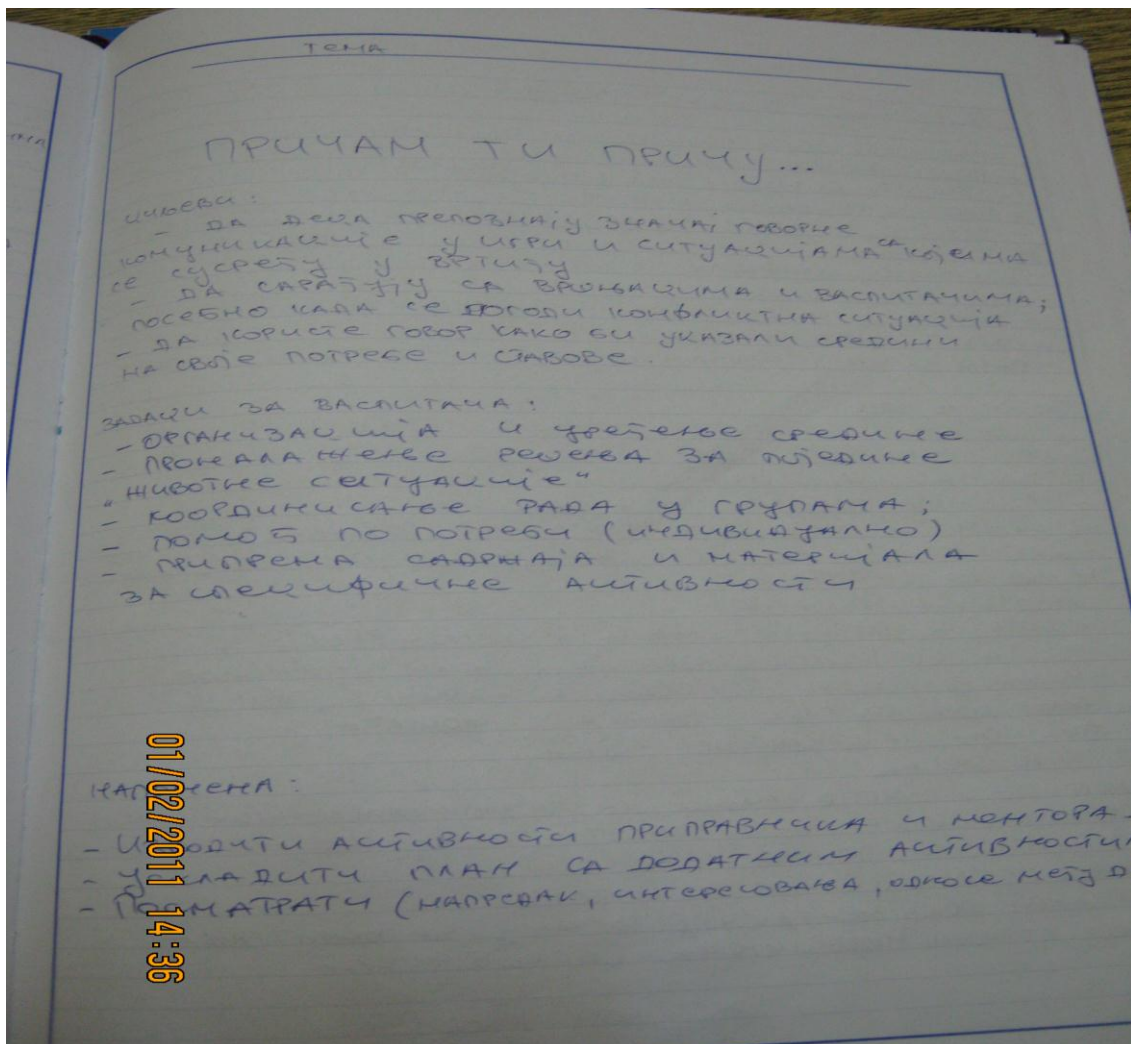 ТЕМА
ПРИЧАМ ТИ ПРИЧУ...
ЦИЉЕВИ:
- ДА ДЕЦА ПРЕПОЗНАЈУ ЗНАЧАЈ ГОВОРНЕ
КОМУНИКАЦИЈЕ У ИГРИ И СИТУАЦИЈАМА СА КОЈИМА
СЕ СУСРЕЋУ У ВРТИЋУ
- ДА САРАЂУЈУ СА ВРШЊАЦИМА И ВАСПИТАЧИМА;
ПОСЕБНО КАДА СЕ ДОГОДИ КОНФЛИКТНА СИТУАЦИЈА
- ДА КОРИСТЕ ГОВОР КАКО БИ УКАЗАЛИ СРЕДИНИ
НА СВОЈЕ ПОТРЕБЕ И СТАВОВЕ.
ЗАДАЦИ ЗА ВАСПИТАЧА:
- ОРГАНИЗАЦИЈА И УРЕЂЕЊЕ СРЕДИНЕ
- ПРОНАЛАЖЕЊЕ РЕШЕЊА ЗА ПОЈЕДИНЕ
"ЖИВОТНЕ СИТУАЦИЈЕ"
- КООРДИНИСАЊЕ РАДА У ГРУПАМА;
- ПОМОЋ ПО ПОТРЕБИ (ИНДИВИДУАЛНО)
- ПРИПРЕМА САДРЖАЈА И МАТЕРИЈАЛА
ЗА СПЕЦИФИЧНЕ АКТИВНОСТИ
НАПОМЕНА:
- АКТИВНОСТИ ПРИПРАВНИКА И МЕНТОРА
- УСКЛАДИТИ ПЛАН СА ДОДАТНИМ
- ПОСМАТРАТИ (НАПРЕДАК, ИНТЕРЕСОВАЊА, ОДНОСЕ
01/02/2011 14:36